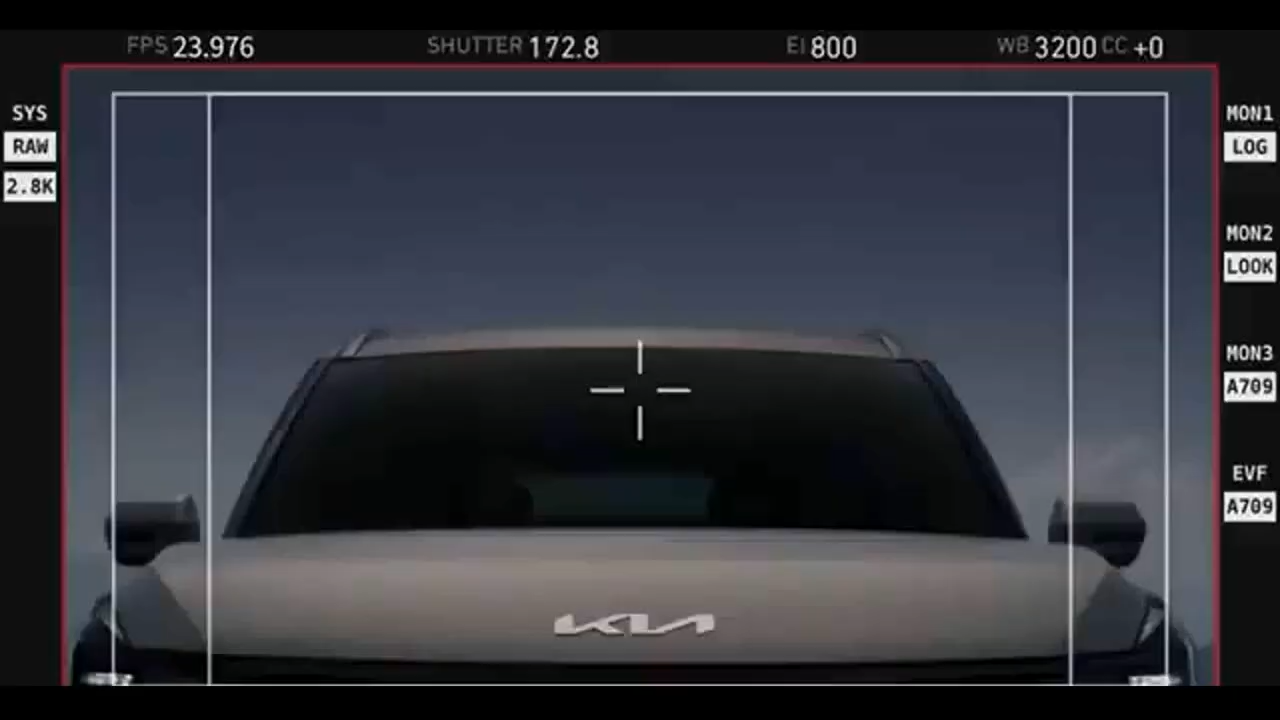 FPS 23.976 SHUTTER 172.8 EI 800 WB 3200 CC +0
SYS
RAW
2.8K
MON1
LOG
MON2
LOOK
MON3
A709
EVF
A709
KIA